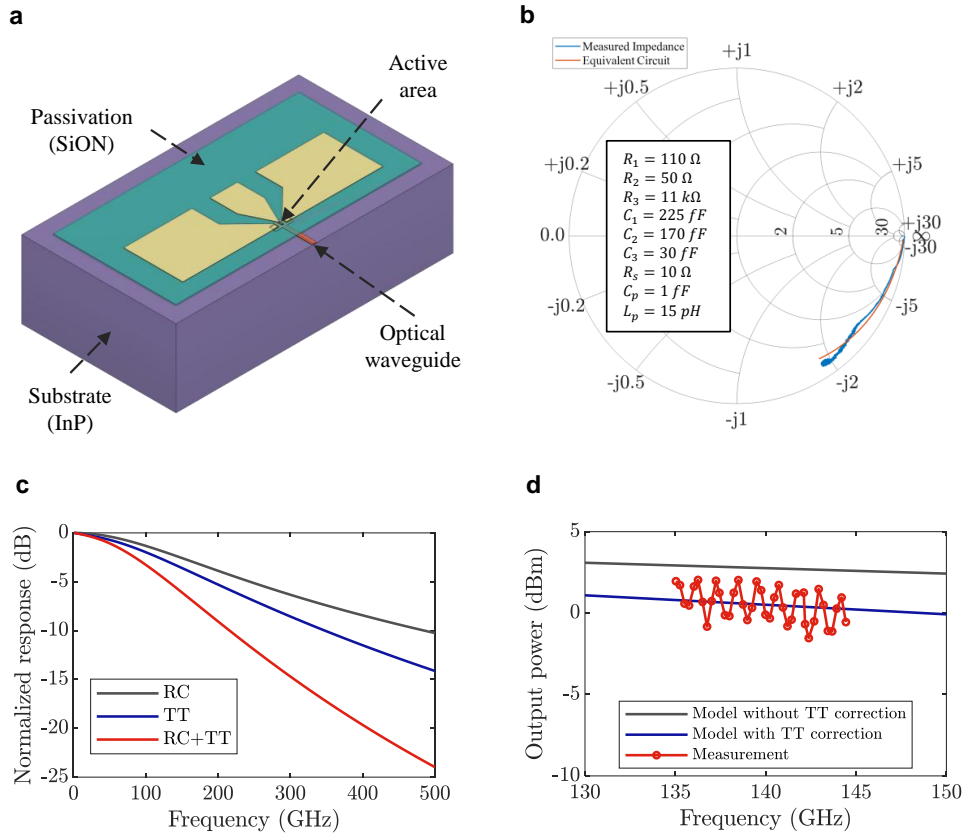 a
Passivation
(SiON)
Active
area
Optical
waveguide
Substrate
(InP)
b
Measured Impedance
Equivalent Circuit
+j1
+j0.5
+j2
+j0.2
+j5
0.0
2
5
30
+j30
∞
-j30
-j0.2
-j5
-j0.5
-j2
-j1
R₁ = 110 Ω
R₂ = 50 Ω
R₃ = 11 kΩ
C₁ = 225 fF
C₂ = 170 fF
C₃ = 30 fF
Rₛ = 10 Ω
Cₚ = 1 fF
Lₚ = 15 pH
c
Normalized response (dB)
0
-5
-10
-15
-20
-25
RC
TT
RC+TT
0 100 200 300 400 500
Frequency (GHz)
d
Output power (dBm)
5
0
-5
-10
Model without TT correction
Model with TT correction
Measurement
130 135 140 145 150
Frequency (GHz)